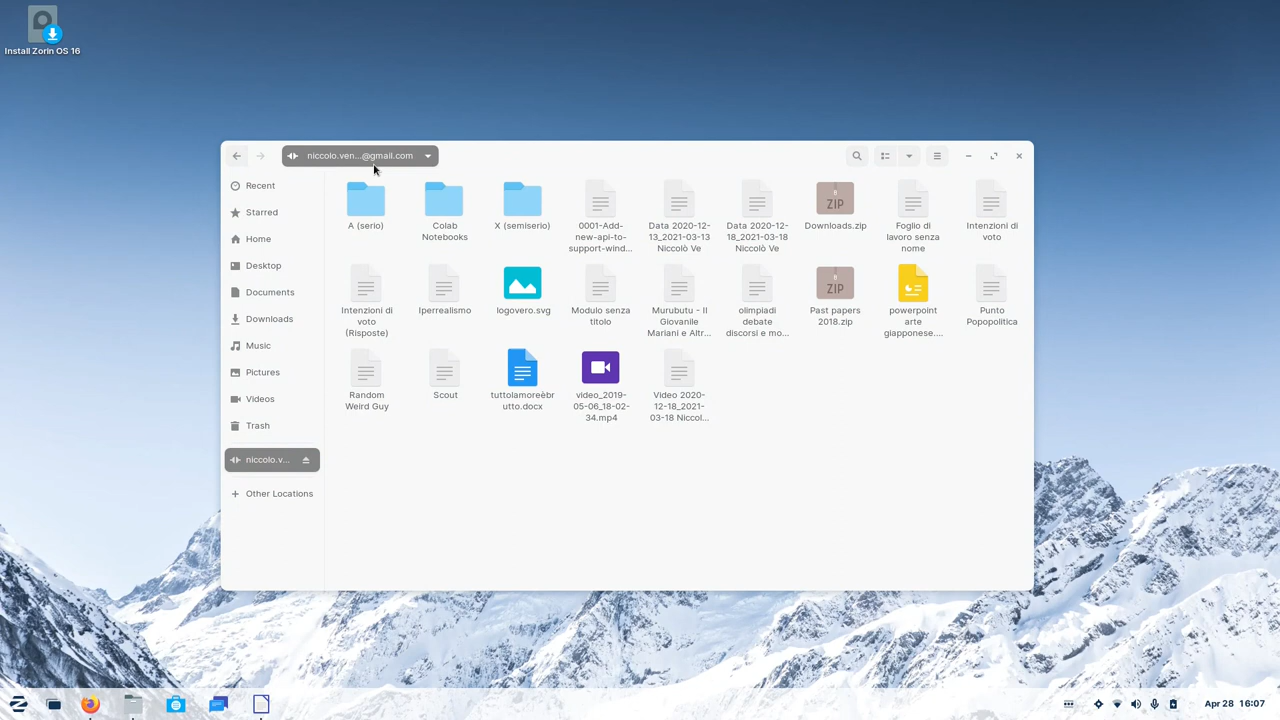 Install Zorin OS 16
niccolo.ven...@gmail.com
Recent
Starred
Home
Desktop
Documents
Downloads
Music
Pictures
Videos
Trash
niccolo.v...
Other Locations
A (serio)
Colab
Notebooks
X (semiserio)
0001-Add-
new-api-to-
support-wind...
Data 2020-12-
13_2021-03-13
Niccolò Ve
Data 2020-12-
18_2021-03-18
Niccolò Ve
ZIP
Downloads.zip
Foglio di
lavoro senza
nome
Intenzioni di
voto
Intenzioni di
voto
(Risposte)
Iperrealismo
logovero.svg
Modulo senza
titolo
Murubutu - Il
Giovanile
Mariani e Altr...
olimpiadi
debate
discorsi e mo...
ZIP
Past papers
2018.zip
powerpoint
arte
giapponese....
Punto
Popopolitica
Random
Weird Guy
Scout
tuttolamoreèbr
utto.docx
video_2019-
05-06_18-02-
34.mp4
Video 2020-
12-18_2021-
03-18 Niccol...
Apr 28 16:07